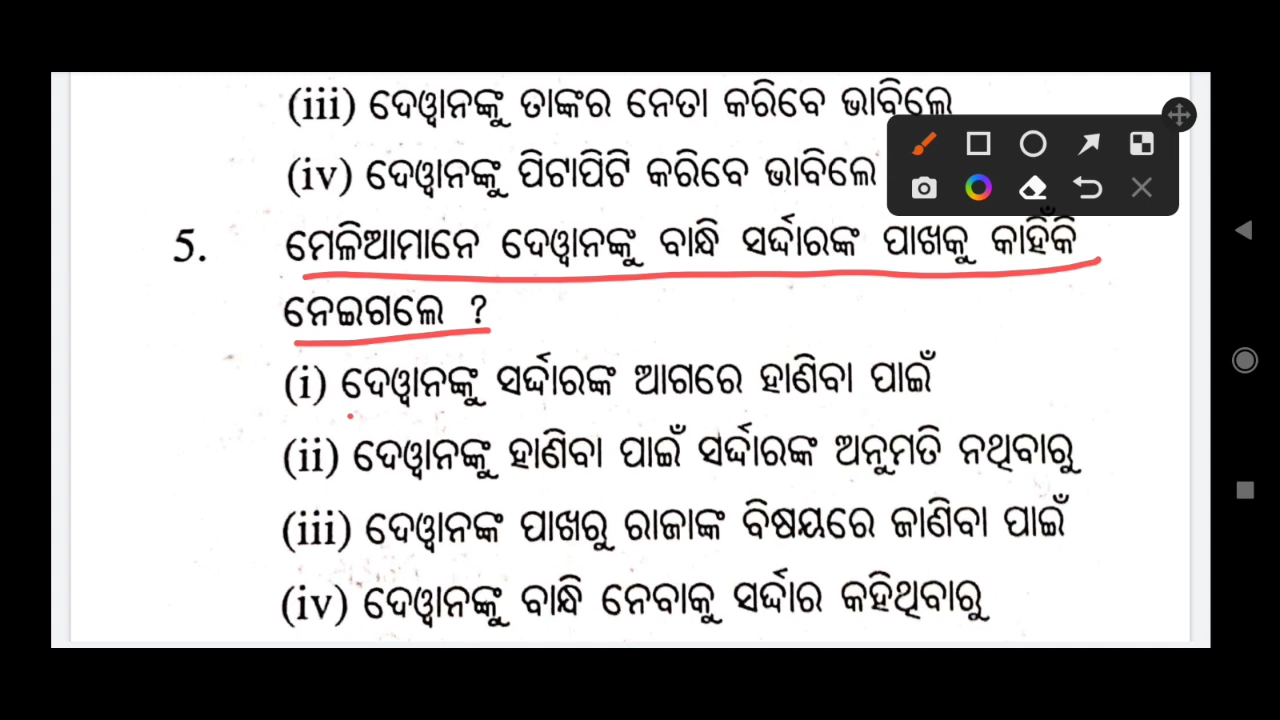 (iii) ଦେୱାନଙ୍କୁ ତାଙ୍କର ନେତା କରିବେ ଭାବିଲେ
(iv) ଦେୱାନଙ୍କୁ ପିଟାପିଟି କରିବେ ଭାବିଲେ
5. ମେଳିଆମାନେ ଦେୱାନଙ୍କୁ ବାନ୍ଧି ସର୍ଦ୍ଦାରଙ୍କ ପାଖକୁ କାହିଁକି
ନେଇଗଲେ ?
(i) ଦେୱାନଙ୍କୁ ସର୍ଦ୍ଦାରଙ୍କ ଆଗରେ ହାଣିବା ପାଇଁ
(ii) ଦେୱାନଙ୍କୁ ହାଣିବା ପାଇଁ ସର୍ଦ୍ଦାରଙ୍କ ଅନୁମତି ନଥିବାରୁ
(iii) ଦେୱାନଙ୍କ ପାଖରୁ ରାଜାଙ୍କ ବିଷୟରେ ଜାଣିବା ପାଇଁ
(iv) ଦେୱାନଙ୍କୁ ବାନ୍ଧି ନେବାକୁ ସର୍ଦ୍ଦାର କହିଥିବାରୁ